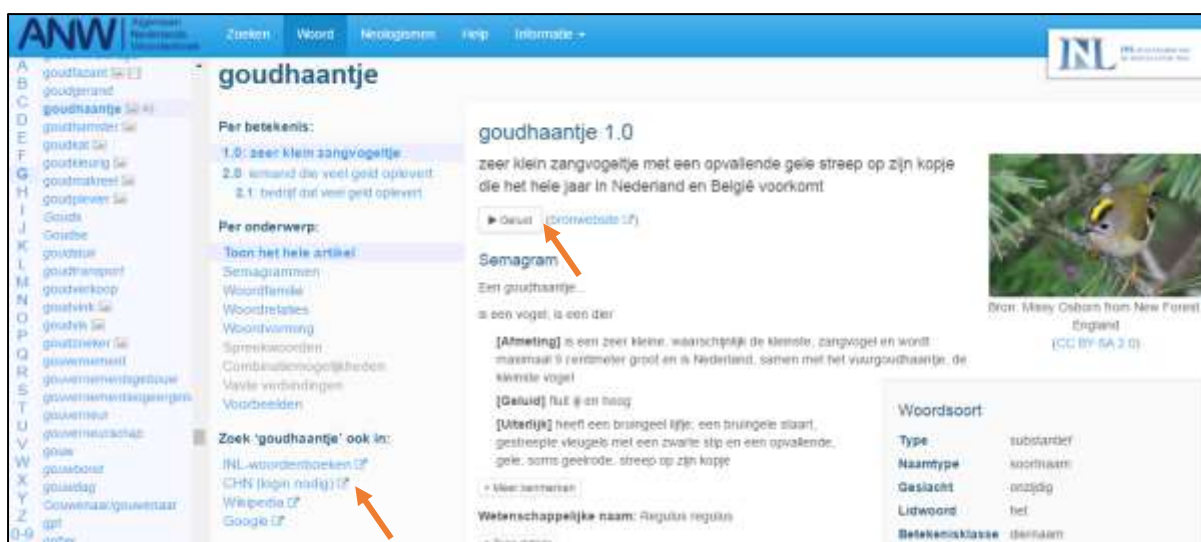 ANW Algemeen Nederlands Woordenboek
Zoeken Woord Neologismen Help Informatie
INL
A
B
C
D
E
F
G
H
I
J
K
L
M
N
O
P
Q
R
S
T
U
V
W
X
Y
Z
0-9
goudfazant
goudgerand
goudhaantje
goudhamster
goudkat
goudkleurig
goudmakreel
goudplevier
Gouds
Goudse
goudstuk
goudtransport
goudverkoop
goudvink
goudvis
goudzoeker
gouvernement
gouvernementsgebouw
gouverneur
gouverneurschap
gouw
gouwdag
Gouwenaar/gouwenaar
gpf
goudhaantje
Per betekenis:
1.0: zeer klein zangvogeltje
2.0: iemand die veel geld oplevert
2.1: bedrijf dat veel geld oplevert
Per onderwerp:
Toon het hele artikel
Semagrammen
Woordfamilie
Woordrelaties
Woordvorming
Spreekwoorden
Combinatiemogelijkheden
Vaste verbindingen
Voorbeelden
Zoek 'goudhaantje' ook in:
INL-woordenboeken
CHN (login nodig)
Wikipedia
Google
goudhaantje 1.0
zeer klein zangvogeltje met een opvallende gele streep op zijn kopje
die het hele jaar in Nederland en België voorkomt
Geluid (bronwebsite)
Semagram
Een goudhaantje...
is een vogel; is een dier
[Afmeting] is een zeer kleine, waarschijnlijk de kleinste, zangvogel en wordt
maximaal 9 centimeter groot en is Nederland, samen met het vuurgoudhaantje, de
kleinste vogel
[Geluid] fluit ijl en hoog
[Uiterlijk] heeft een bruingeel lijfje; een bruingele staart,
gestreepte vleugels met een zwarte stip en een opvallende,
gele, soms geelrode, streep op zijn kopje
+ Meer kenmerken
Wetenschappelijke naam: Regulus regulus
Bron: Missy Osborn from New Forest,
England
(CC BY-SA 2.0)
Woordsoort
Type substantief
Naamtype soortnaam
Geslacht onzijdig
Lidwoord het
Betekenisklasse diernaam